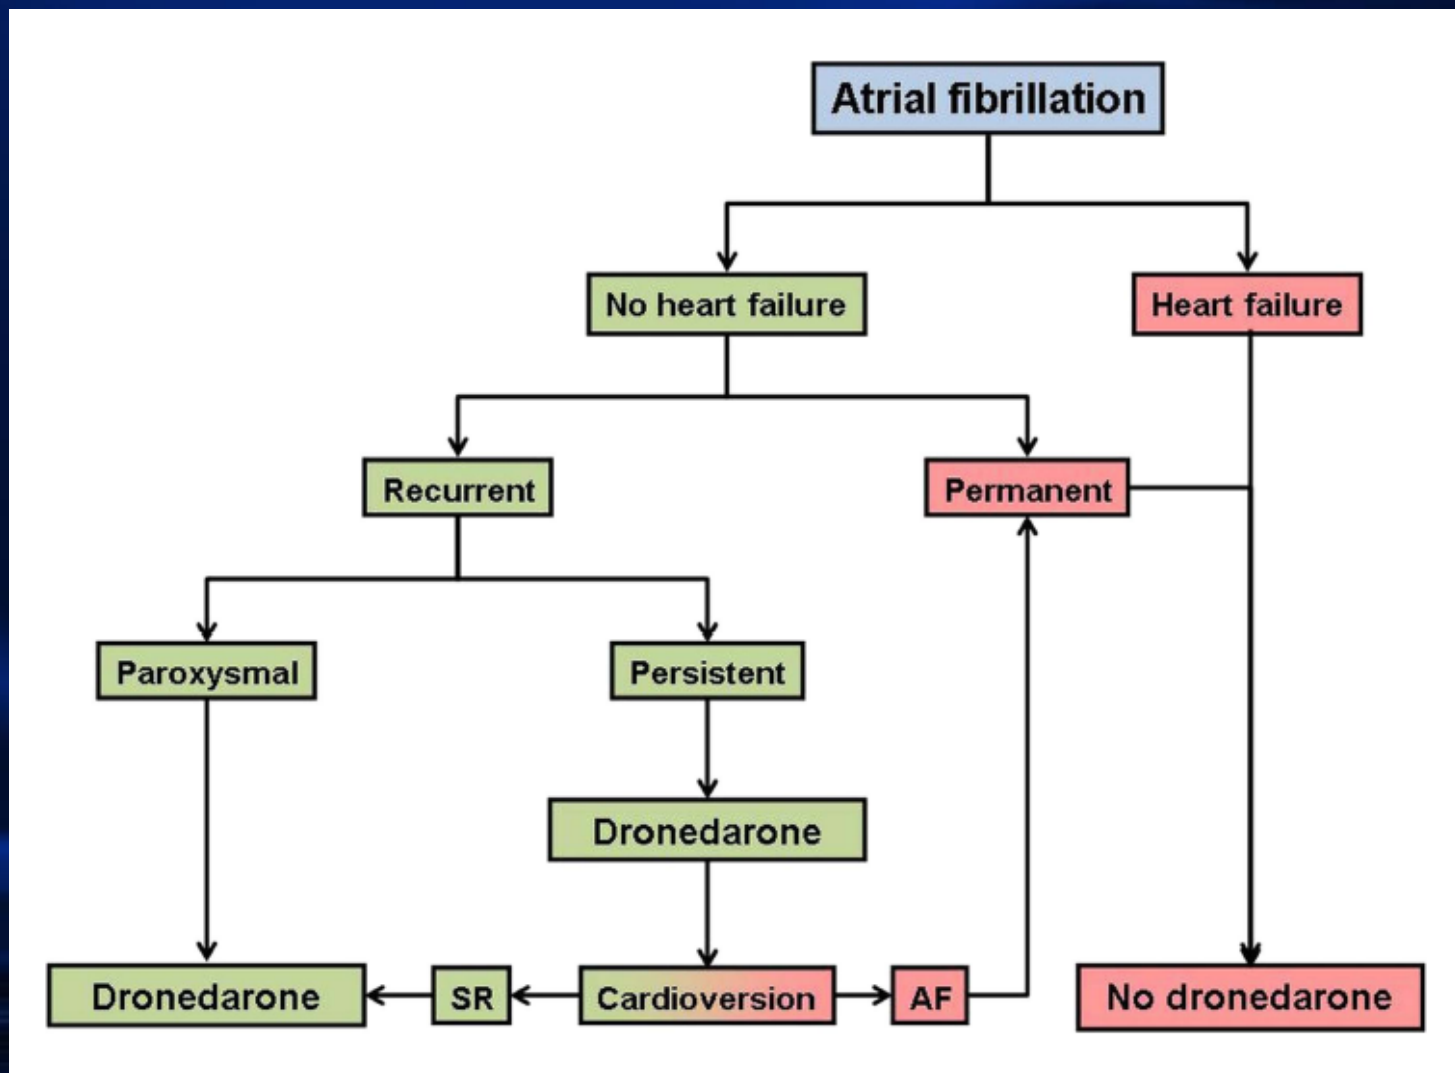 Atrial fibrillation
No heart failure
Heart failure
Recurrent
Permanent
Paroxysmal
Persistent
Dronedarone
Dronedarone
SR
Cardioversion
AF
No dronedarone